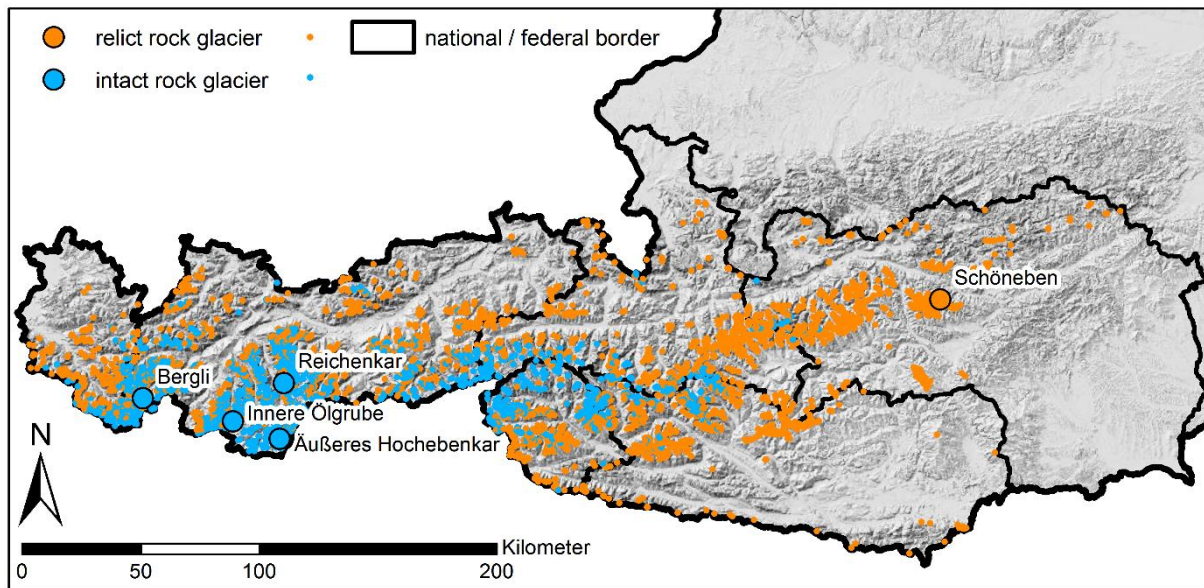 relict rock glacier
national / federal border
intact rock glacier
Schöneben
Reichenkar
Bergli
Innere Ölgrube
Äußeres Hochebenkar
N
Kilometer
0 50 100 200